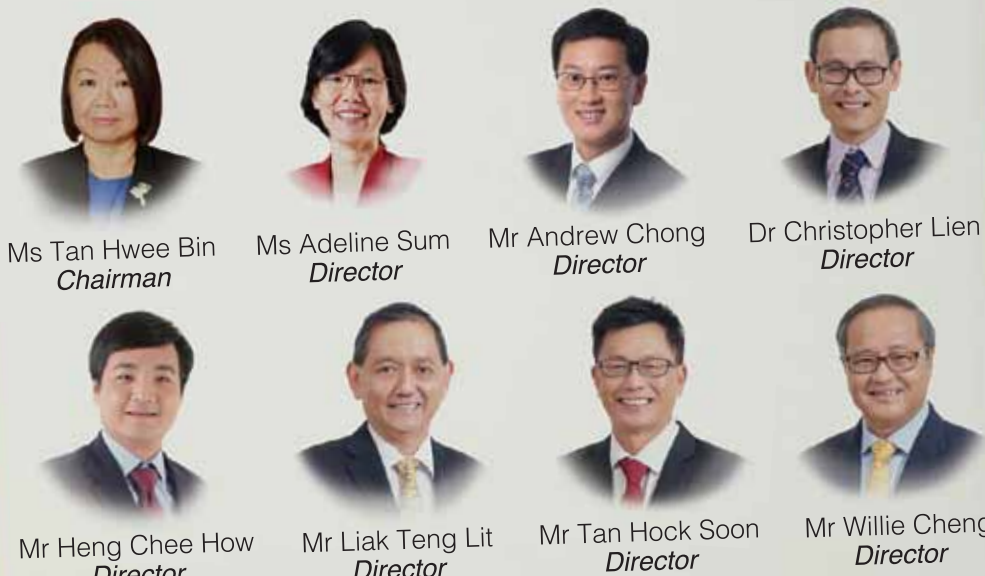 Ms Tan Hwee Bin
Chairman
Ms Adeline Sum
Director
Mr Andrew Chong
Director
Dr Christopher Lien
Director
Mr Heng Chee How
Director
Mr Liak Teng Lit
Director
Mr Tan Hock Soon
Director
Mr Willie Cheng
Director